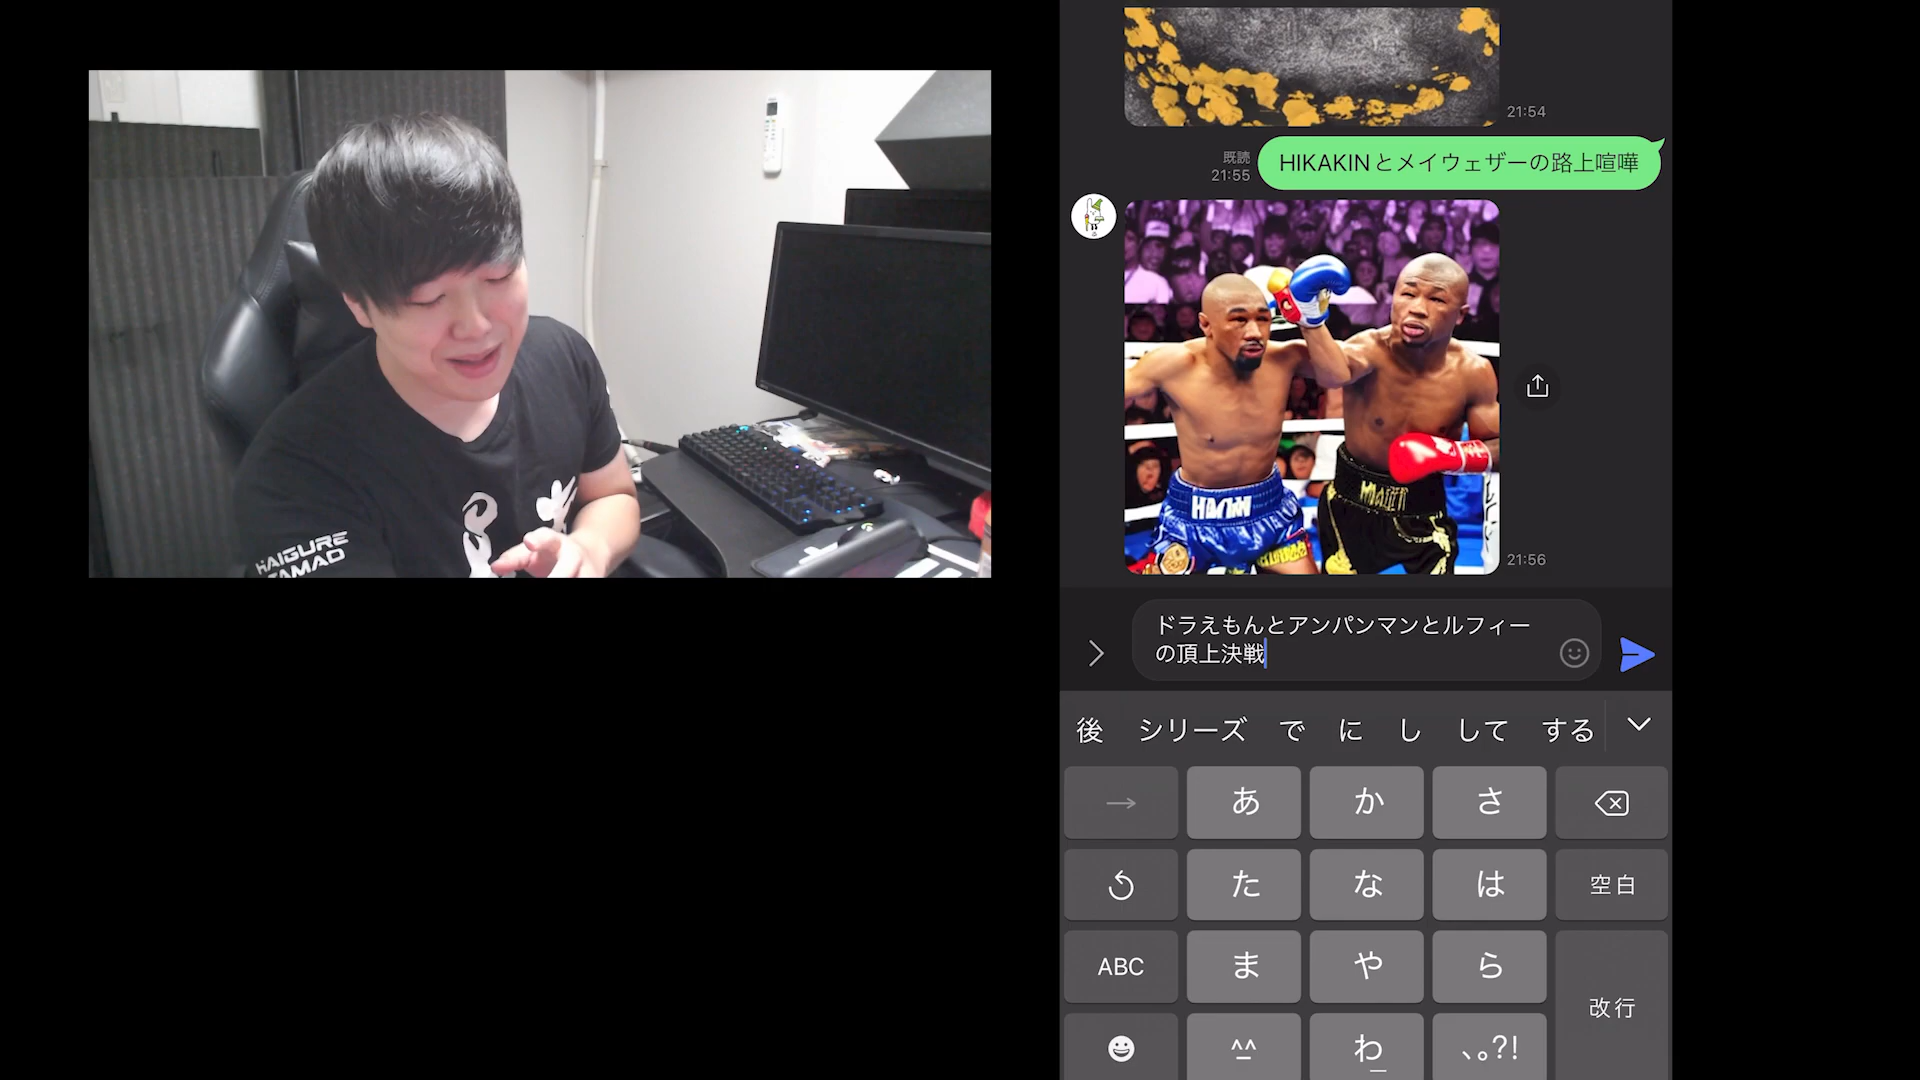 HAIGURE
TAMAD
21:54
既読
21:55
HIKAKINとメイウェザーの路上喧嘩
21:56
ドラえもんとアンパンマンとルフィー
の頂上決戦
後 シリーズ で に し して する
→ あ か さ
た な は 空白
ABC ま や ら
改行
^^ わ 、。?!